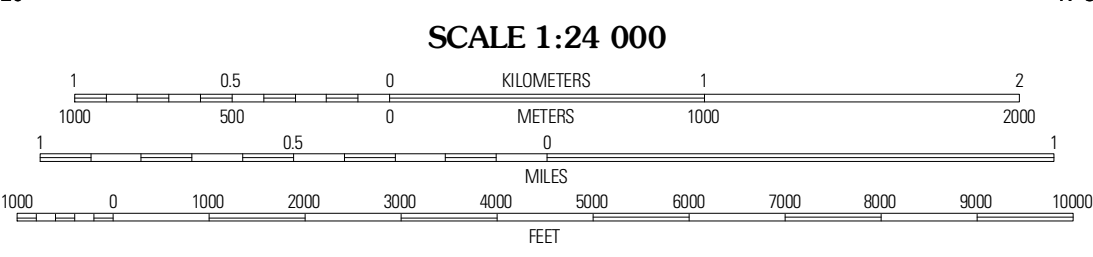 SCALE 1:24 000
1 0.5 0 KILOMETERS 1 2
1000 500 0 METERS 1000 2000
1 0.5 0 1
MILES
1000 0 1000 2000 3000 4000 5000 6000 7000 8000 9000 10000
FEET